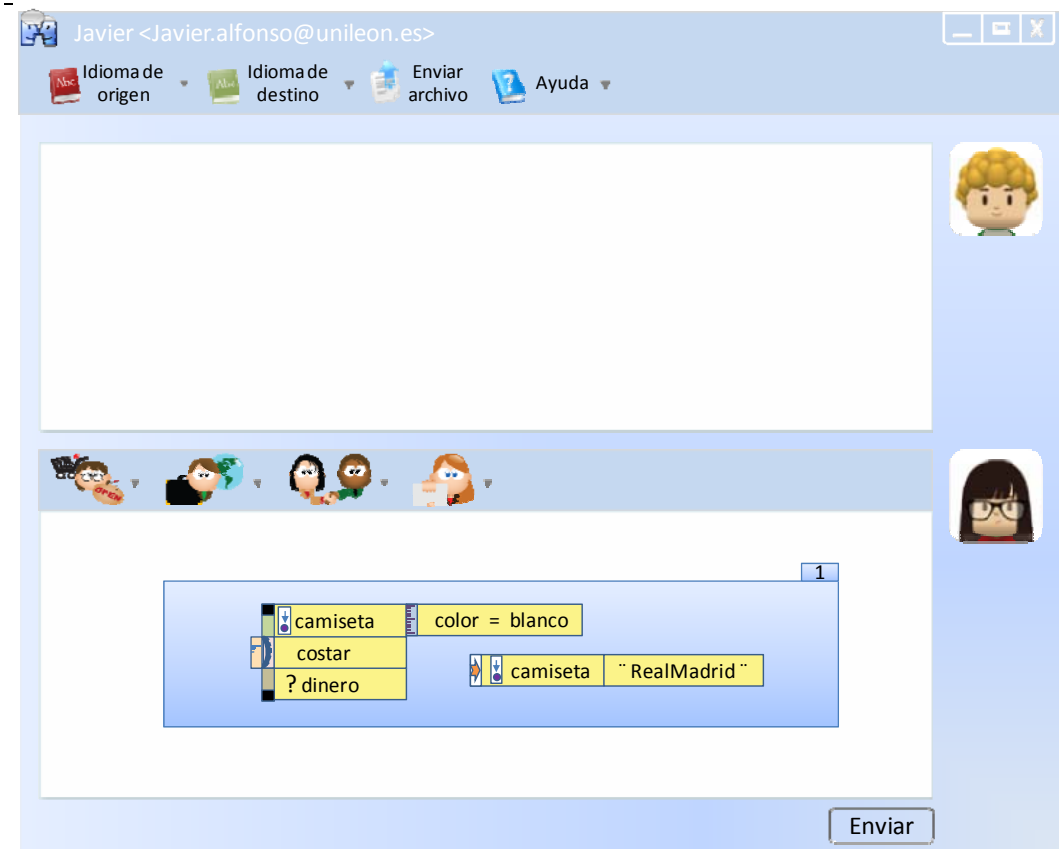 Javier <Javier.alfonso@unileon.es>
Idioma de origen
Idioma de destino
Enviar archivo
Ayuda
OPEN
1
camiseta
color = blanco
costar
? dinero
camiseta
¨RealMadrid¨
Enviar